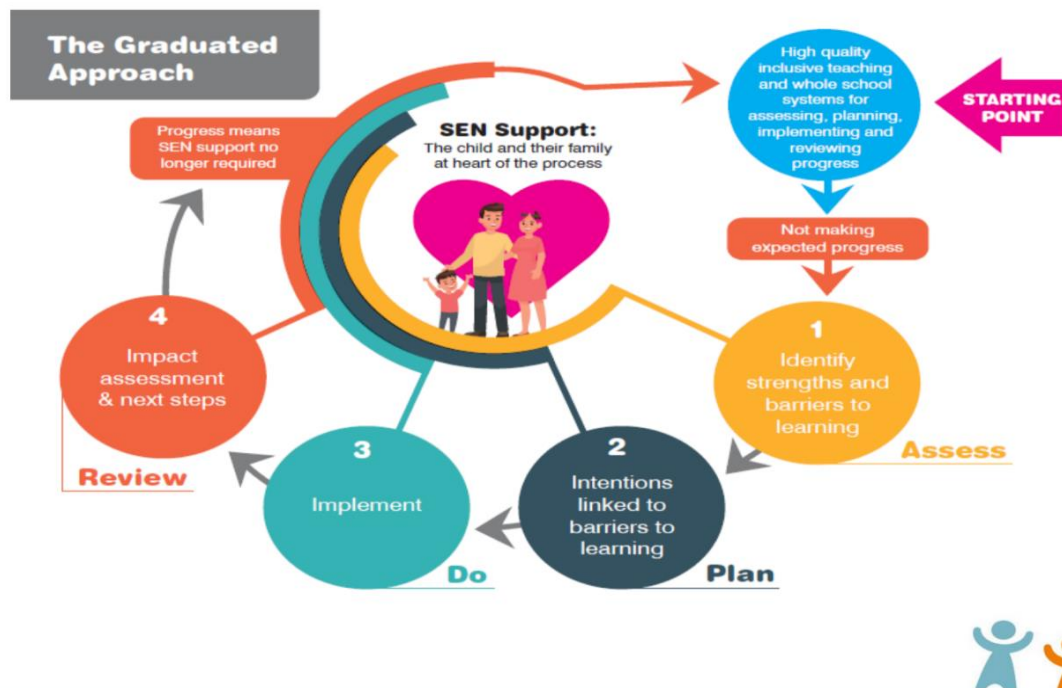 The Graduated
Approach
High quality
inclusive teaching
and whole school
systems for
assessing, planning,
implementing and
reviewing
progress
STARTING
POINT
Progress means
SEN support no
longer required
SEN Support:
The child and their family
at heart of the process
Not making
expected progress
1
Identify
strengths and
barriers to
learning
Assess
2
Intentions
linked to
barriers to
learning
Plan
3
Implement
Do
4
Impact
assessment
& next steps
Review